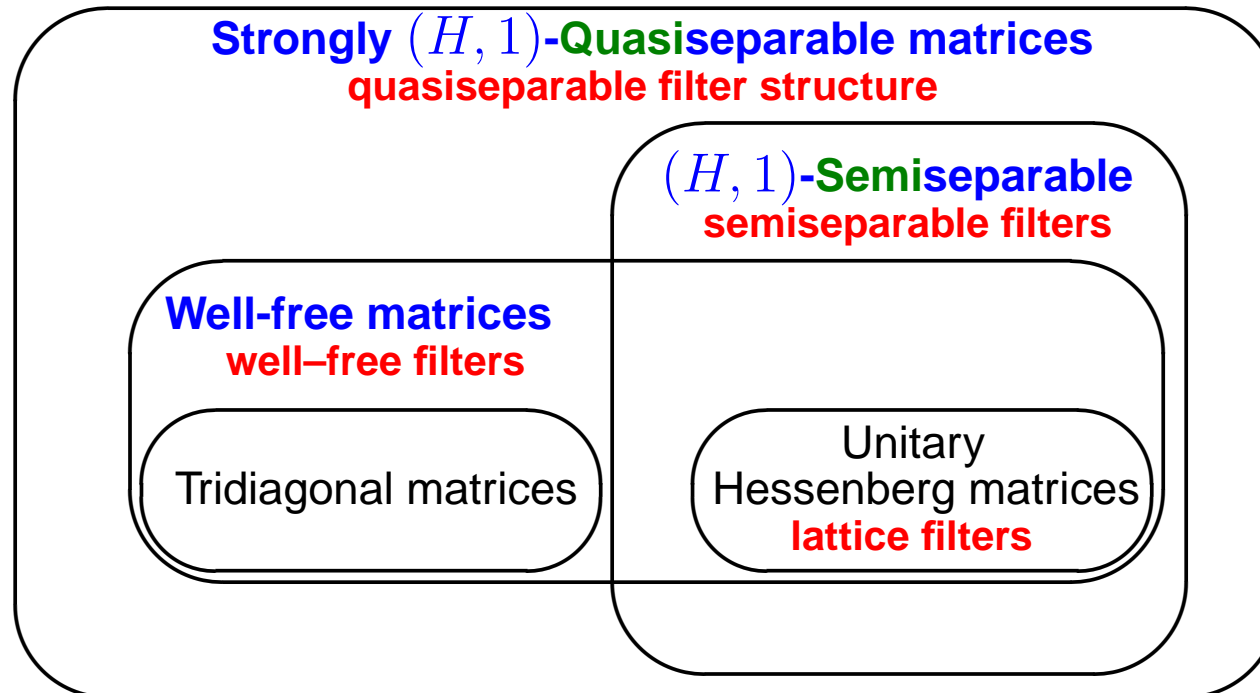 Strongly (H, 1)-Quasiseparable matrices
quasiseparable filter structure
(H, 1)-Semiseparable
semiseparable filters
Well-free matrices
well–free filters
Tridiagonal matrices
Unitary
Hessenberg matrices
lattice filters